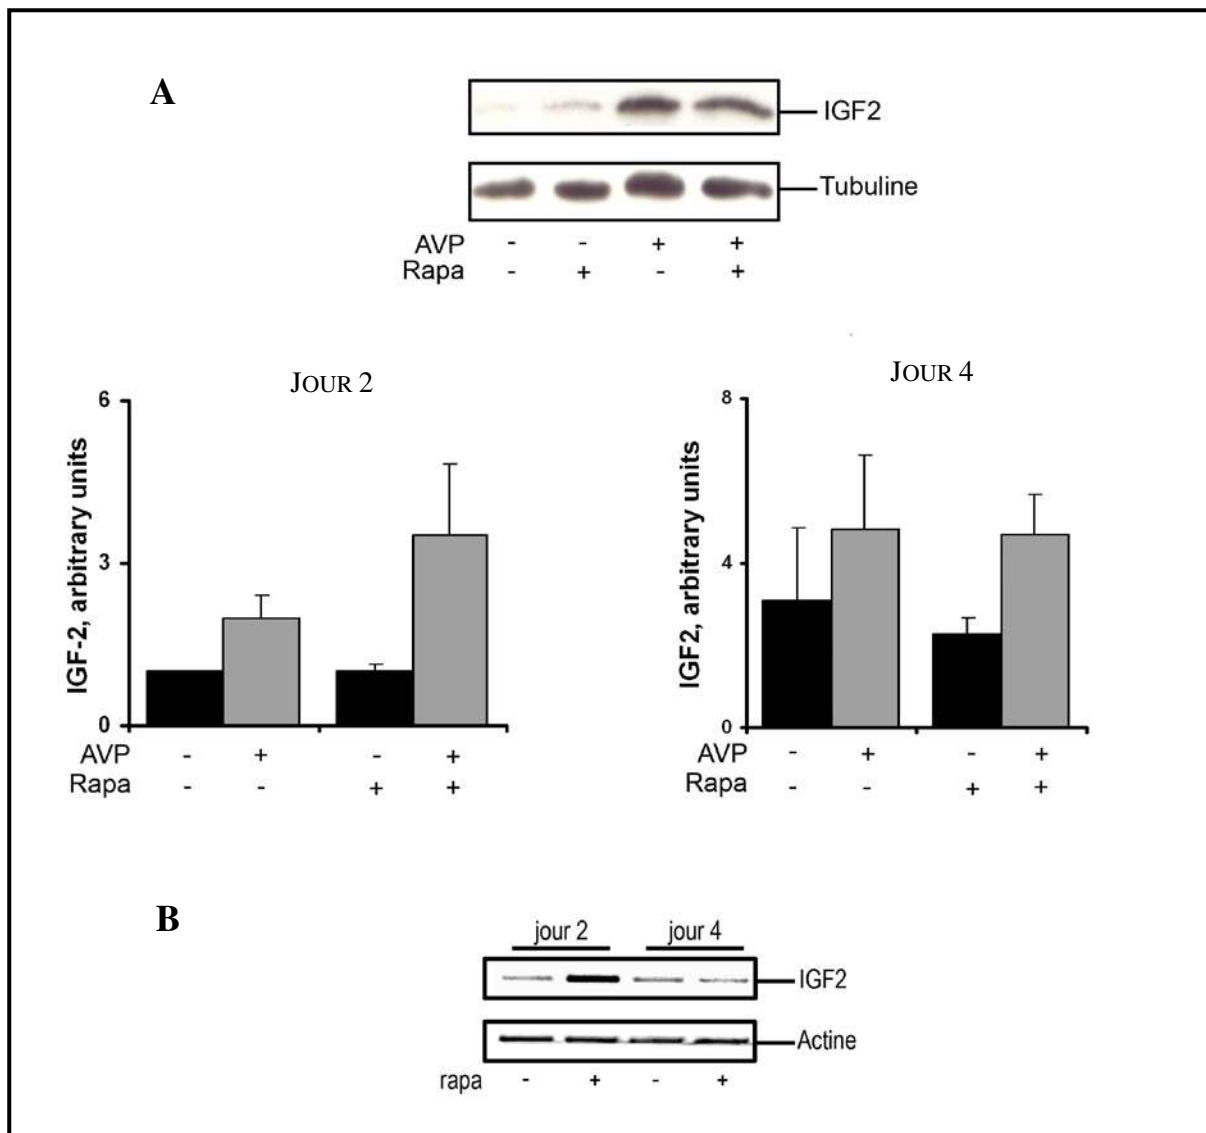 A
IGF2
Tubuline
AVP - - + +
Rapa - + - +
JOUR 2
6
3
0
IGF-2, arbitrary units
AVP - + - +
Rapa - - + +
JOUR 4
8
4
0
IGF2, arbitrary units
AVP - + - +
Rapa - - + +
B
jour 2 jour 4
IGF2
Actine
rapa - + - +